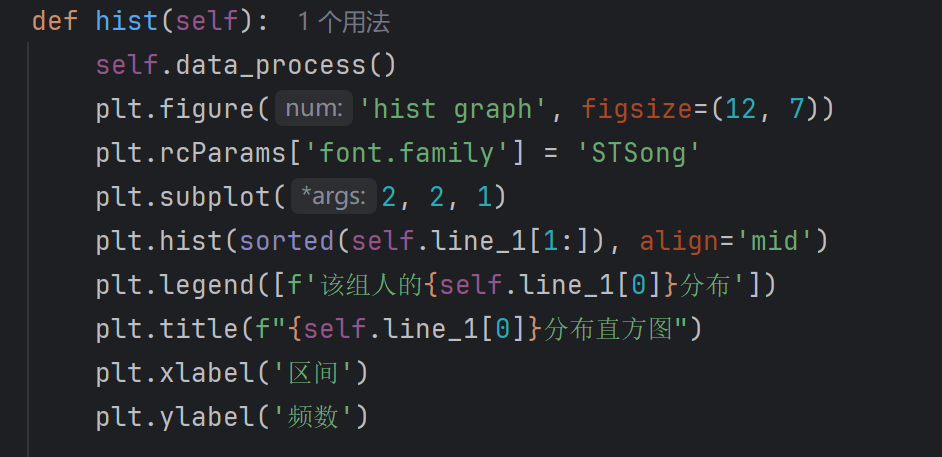 def hist(self): 1 个用法
self.data_process()
plt.figure( num: 'hist graph', figsize=(12, 7))
plt.rcParams['font.family'] = 'STSong'
plt.subplot( *args: 2, 2, 1)
plt.hist(sorted(self.line_1[1:]), align='mid')
plt.legend([f'该组人的{self.line_1[0]}分布'])
plt.title(f"{self.line_1[0]}分布直方图")
plt.xlabel('区间')
plt.ylabel('频数')